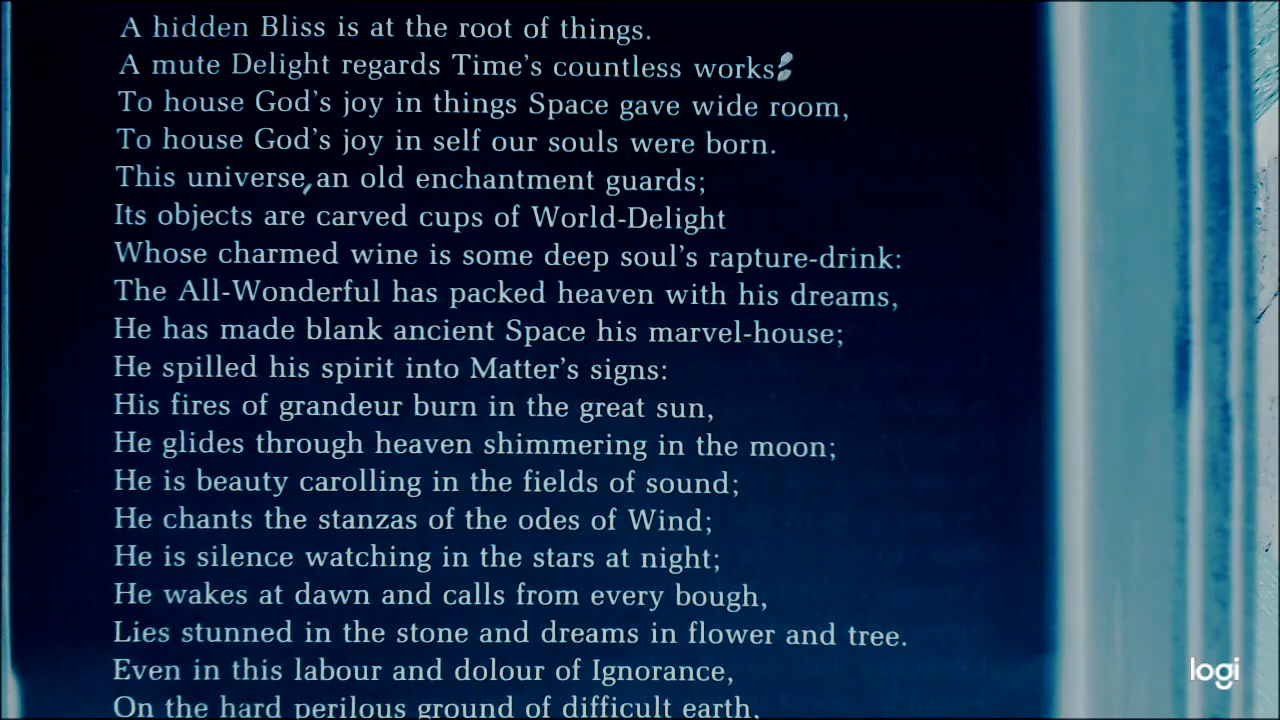 A hidden Bliss is at the root of things.
A mute Delight regards Time's countless works:
To house God's joy in things Space gave wide room,
To house God's joy in self our souls were born.
This universe, an old enchantment guards;
Its objects are carved cups of World-Delight
Whose charmed wine is some deep soul's rapture-drink:
The All-Wonderful has packed heaven with his dreams,
He has made blank ancient Space his marvel-house;
He spilled his spirit into Matter's signs:
His fires of grandeur burn in the great sun,
He glides through heaven shimmering in the moon;
He is beauty carolling in the fields of sound;
He chants the stanzas of the odes of Wind;
He is silence watching in the stars at night;
He wakes at dawn and calls from every bough,
Lies stunned in the stone and dreams in flower and tree.
Even in this labour and dolour of Ignorance,
On the hard perilous ground of difficult earth,
logi